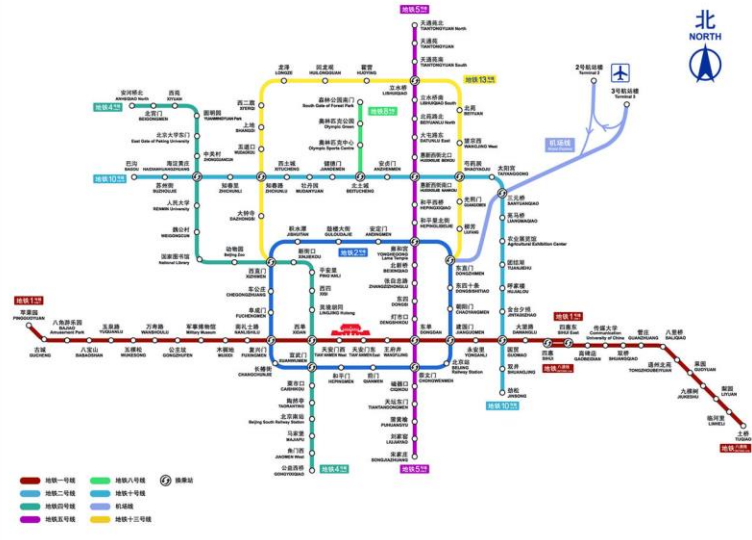 北
NORTH
地铁5号线
天通苑北
TIANTONGYUAN North
天通苑
TIANTONGYUAN
天通苑南
TIANTONGYUAN South
2号航站楼
Terminal 2
3号航站楼
Terminal 3
龙泽
LONGZE
回龙观
HUILONGGUAN
霍营
HUOYING
立水桥
LISHUIQIAO
地铁13号线
安河桥北
ANHEQIAO North
西苑
XIYUAN
地铁4号线
北宫门
BEIGONGMEN
圆明园
西二旗
XI'ERQI
森林公园南门
South Gate of Forest Park
地铁8号线
立水桥南
LISHUIQIAO South
北苑
BEIYUAN
上地
SHANGDI
奥林匹克公园
Olympic Green
北苑路北
BEIYUANLU North
北京大学东门
East Gate of Peking University
五道口
WUDAOKOU
奥林匹克中心
Olympic Sports Centre
大屯路东
DATUNLU East
望京西
WANGJING West
机场线
中关村
ZHONGGUANCUN
惠新西街北口
巴沟
BAGOU
海淀黄庄
HAIDIANHUANGZHUANG
西土城
XITUCHENG
健德门
JIANDEMEN
安贞门
ANZHENMEN
芍药居
SHAOYAOJU
太阳宫
TAIYANGGONG
地铁10号线
苏州街
SUZHOUJIE
知春里
ZHICHUNLI
知春路
ZHICHUNLU
牡丹园
MUDANYUAN
北土城
BEITUCHENG
惠新西街南口
三元桥
SANYUANQIAO
人民大学
RENMIN University
大钟寺
DAZHONGSI
和平西桥
HEPINGXIQIAO
光熙门
GUANGXIMEN
亮马桥
LIANGMAQIAO
魏公村
WEIGONGCUN
积水潭
JISHUITAN
鼓楼大街
GULOUDAJIE
安定门
ANDINGMEN
和平里北街
HEPINGLIBEIJIE
柳芳
LIUFANG
农业展览馆
Agricultural Exhibition Center
国家图书馆
National Library
动物园
Beijing Zoo
新街口
XINJIEKOU
地铁2号线
雍和宫
YONGHEGONG
Lama Temple
团结湖
TUANJIEHU
西直门
XIZHIMEN
平安里
PING'ANLI
北新桥
BEIXINQIAO
东直门
DONGZHIMEN
呼家楼
HUJIALOU
车公庄
CHEGONGZHUANG
西四
XISI
张自忠路
ZHANGZIZHONGLU
东四十条
DONGSISHITIAO
金台夕照
JINTAIXIZHAO
阜成门
FUCHENGMEN
灵境胡同
LINGJING Hutong
东四
DONGSI
朝阳门
CHAOYANGMEN
地铁1号线
苹果园
PINGGUOYUAN
八角游乐园
BAJIAO
Amusement Park
玉泉路
YUQUANLU
万寿路
WANSHOULU
军事博物馆
Military Museum
南礼士路
NANLISHILU
复兴门
FUXINGMEN
西单
XIDAN
灯市口
DENGSHIKOU
东单
DONGDAN
建国门
JIANGUOMEN
大望路
DAWANGLU
地铁1号线
四惠东
SIHUI East
传媒大学
Communication
University of China
管庄
GUANZHUANG
八里桥
BALIQIAO
古城
GUCHENG
八宝山
BABAOSHAN
五棵松
WUKESONG
公主坟
GONGZHUFEN
木樨地
MUXIDI
长椿街
CHANGCHUNJIE
宣武门
XUANWUMEN
天安门西
TIAN'ANMEN West
天安门东
TIAN'ANMEN East
王府井
WANGFUJING
永安里
YONG'ANLI
国贸
GUOMAO
四惠
SIHUI
高碑店
GAOBEIDIAN
双桥
SHUANGQIAO
通州北苑
TONGZHOUBEIYUAN
果园
GUOYUAN
和平门
HEPINGMEN
前门
QIANMEN
崇文门
CHONGWENMEN
北京站
BEIJING
Railway Station
双井
SHUANGJING
九棵树
JIUKESHU
梨园
LIYUAN
菜市口
CAISHIKOU
磁器口
CIQIKOU
劲松
JINSONG
地铁10号线
陶然亭
TAORANTING
天坛东门
TIANTANDONGMEN
临河里
LINHELI
北京南站
Beijing South Railway Station
蒲黄榆
PUHUANGYU
土桥
TUQIAO
马家堡
MAJIAPU
刘家窑
LIUJIAYAO
地铁八通线
角门西
JIAOMEN West
宋家庄
SONGJIAZHUANG
公益西桥
GONGYIXIQIAO
地铁4号线
地铁5号线
地铁一号线
地铁八号线
换乘站
地铁二号线
地铁十号线
地铁四号线
机场线
地铁五号线
地铁十三号线